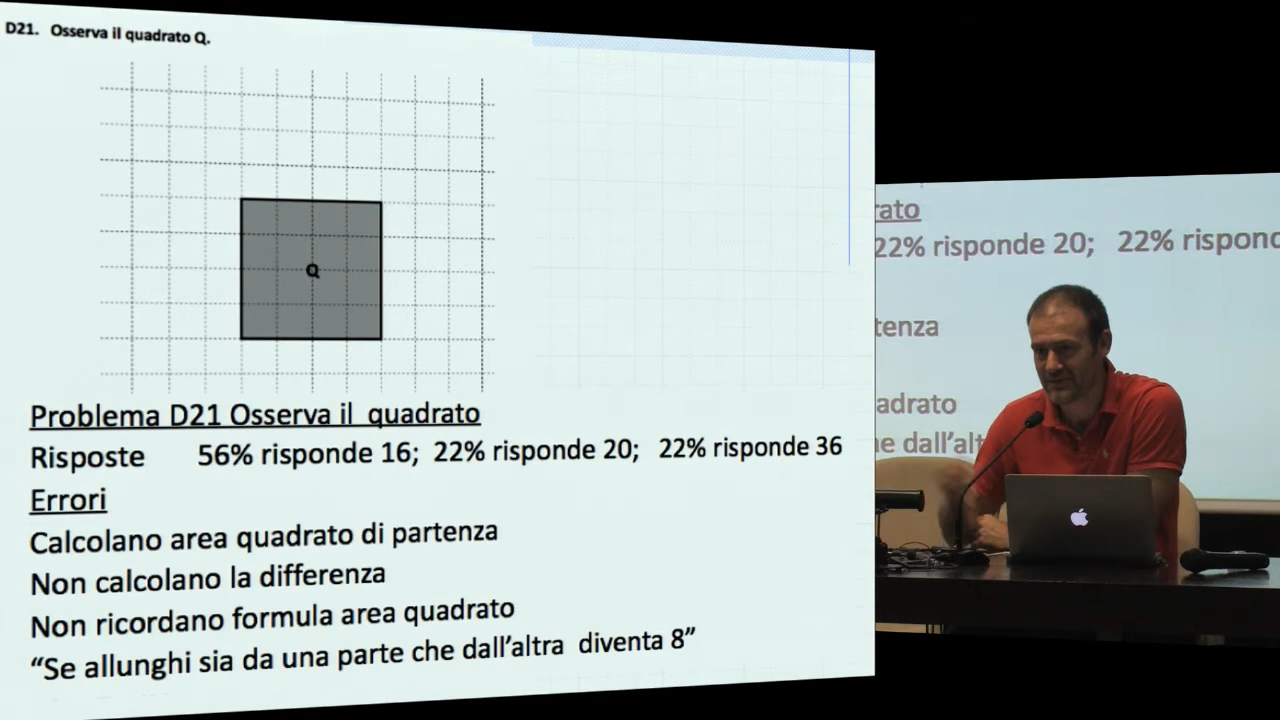 D21. Osserva il quadrato Q.
Q
Problema D21 Osserva il quadrato
Risposte 56% risponde 16; 22% risponde 20; 22% risponde 36
Errori
Calcolano area quadrato di partenza
Non calcolano la differenza
Non ricordano formula area quadrato
“Se allunghi sia da una parte che dall’altra diventa 8”
rato
22% risponde 20; 22% rispond
tenza
adrato
he dall’alt